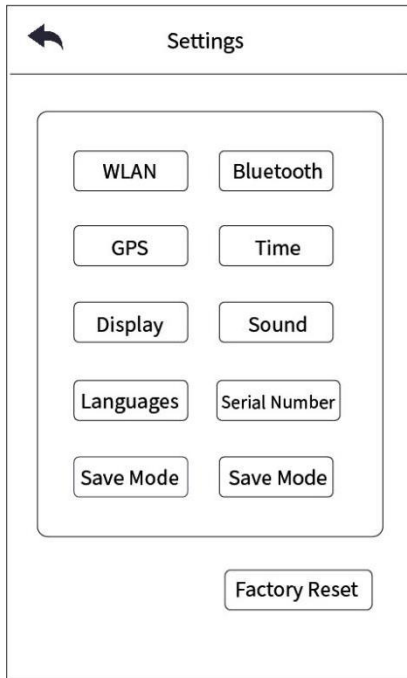 Settings
WLAN Bluetooth
GPS Time
Display Sound
Languages Serial Number
Save Mode Save Mode
Factory Reset